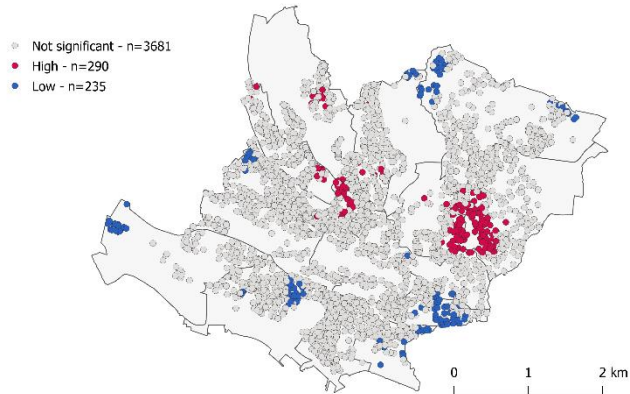 Not significant - n=3681
High - n=290
Low - n=235
0 1 2 km